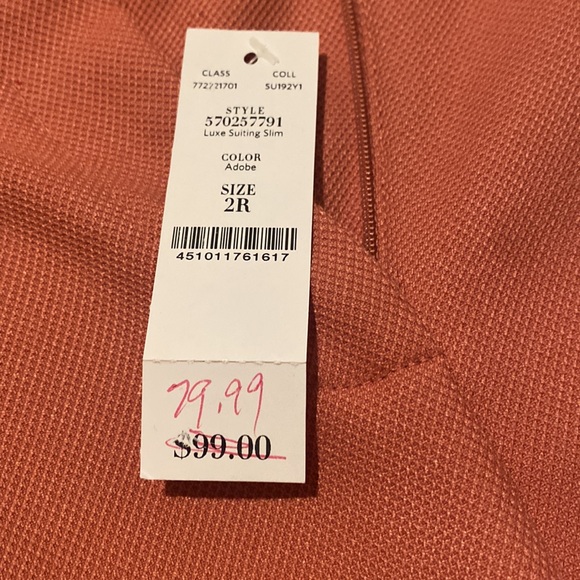 CLASS COLL
772221701 SU192Y1
STYLE
570257791
Luxe Suiting Slim
COLOR
Adobe
SIZE
2R
451011761617
79.99
$99.00